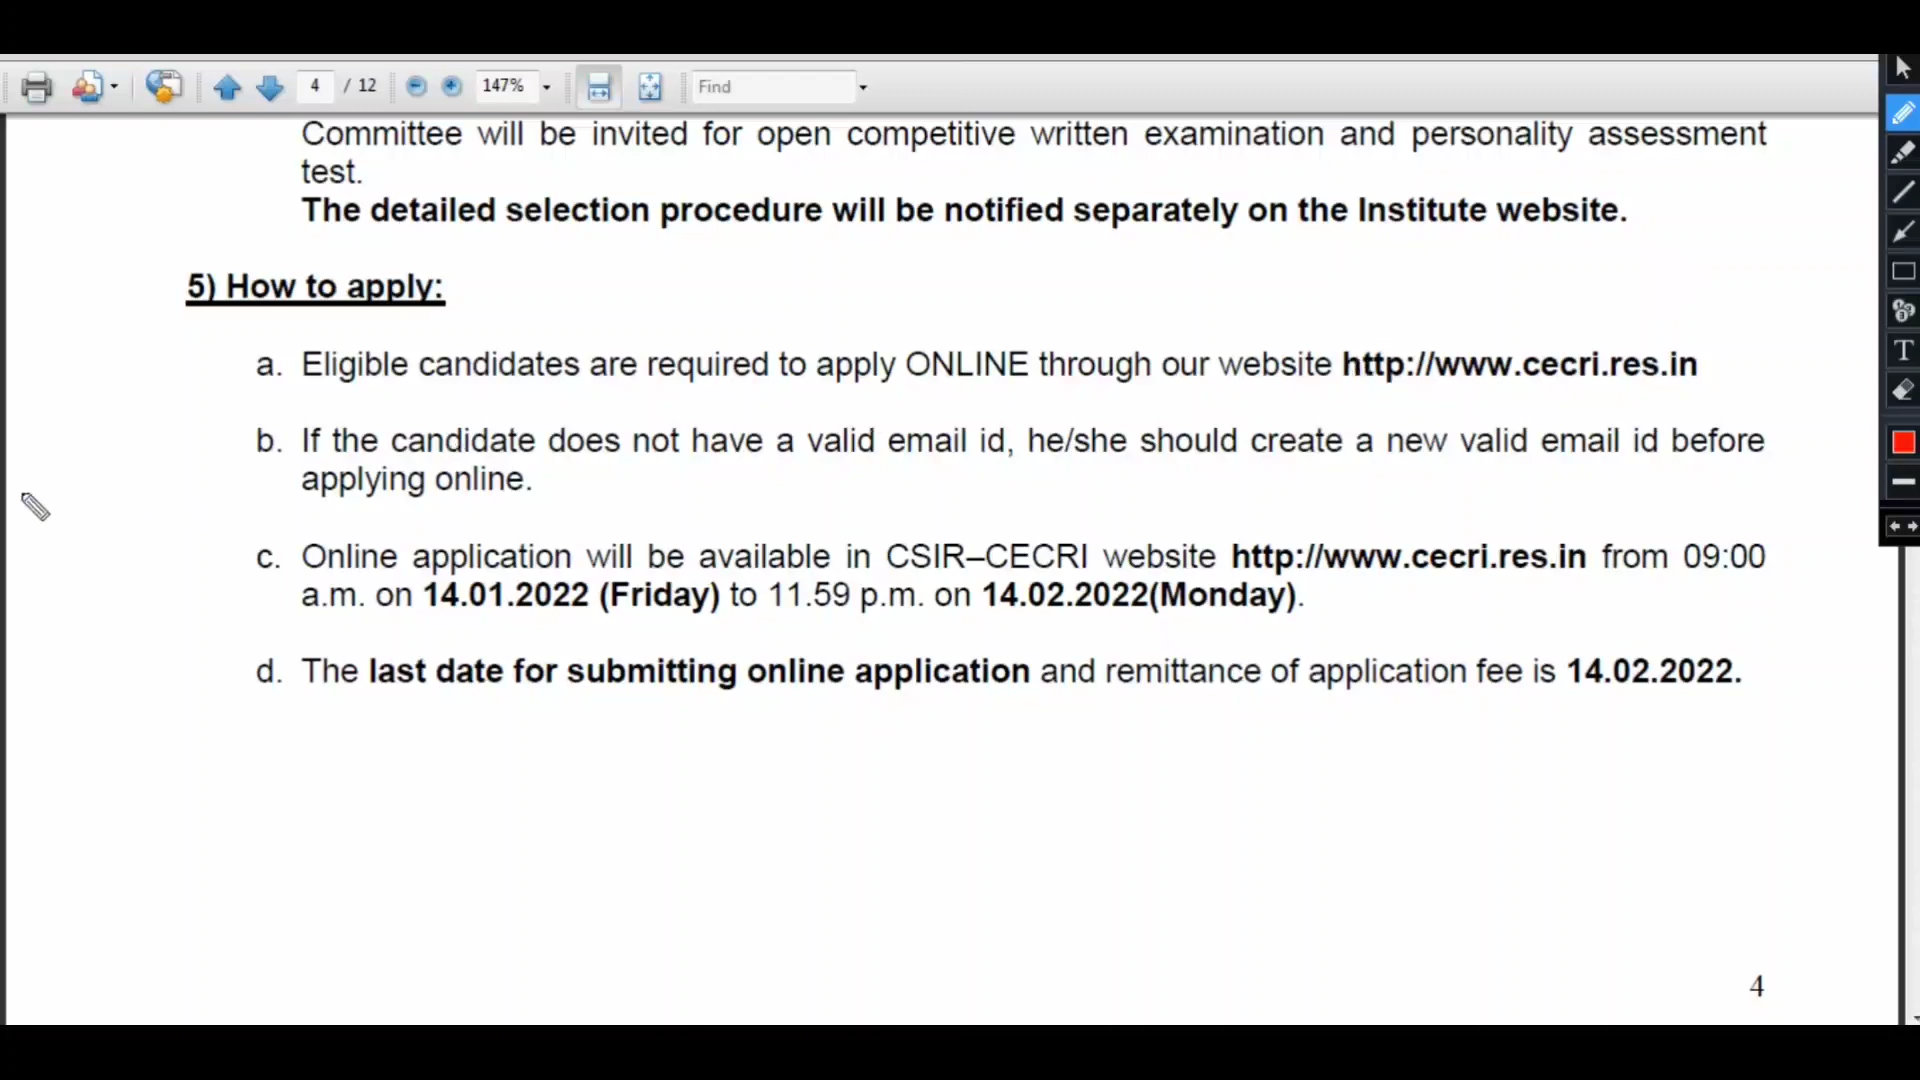 4 / 12 147% Find
Committee will be invited for open competitive written examination and personality assessment
test.
The detailed selection procedure will be notified separately on the Institute website.
5) How to apply:
a. Eligible candidates are required to apply ONLINE through our website http://www.cecri.res.in
b. If the candidate does not have a valid email id, he/she should create a new valid email id before
applying online.
c. Online application will be available in CSIR–CECRI website http://www.cecri.res.in from 09:00
a.m. on 14.01.2022 (Friday) to 11.59 p.m. on 14.02.2022(Monday).
d. The last date for submitting online application and remittance of application fee is 14.02.2022.
4
T